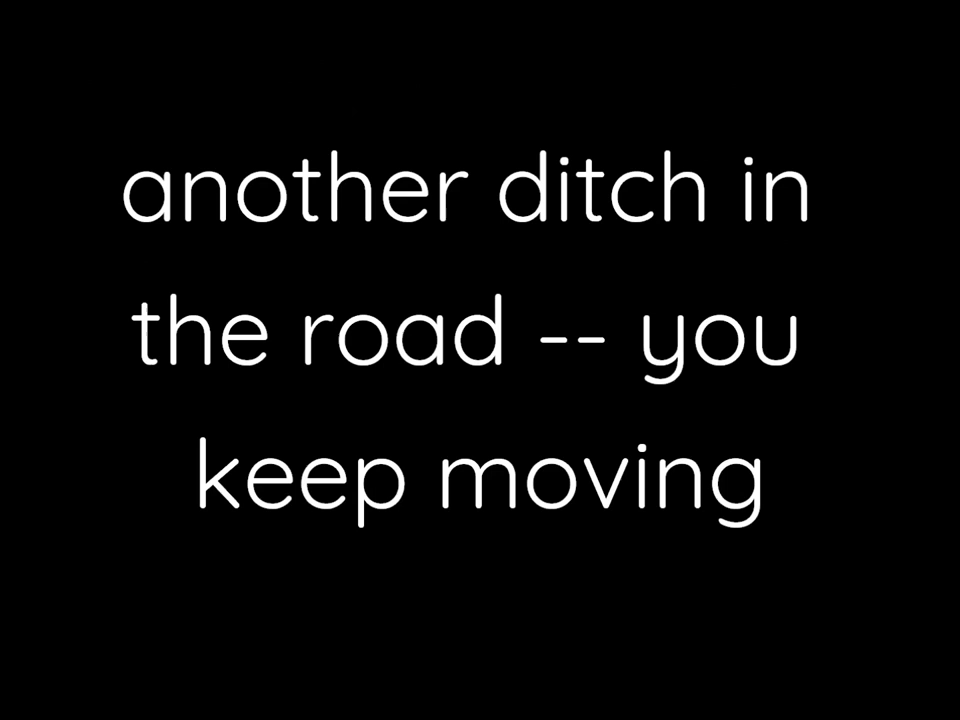 another ditch in
the road -- you
keep moving